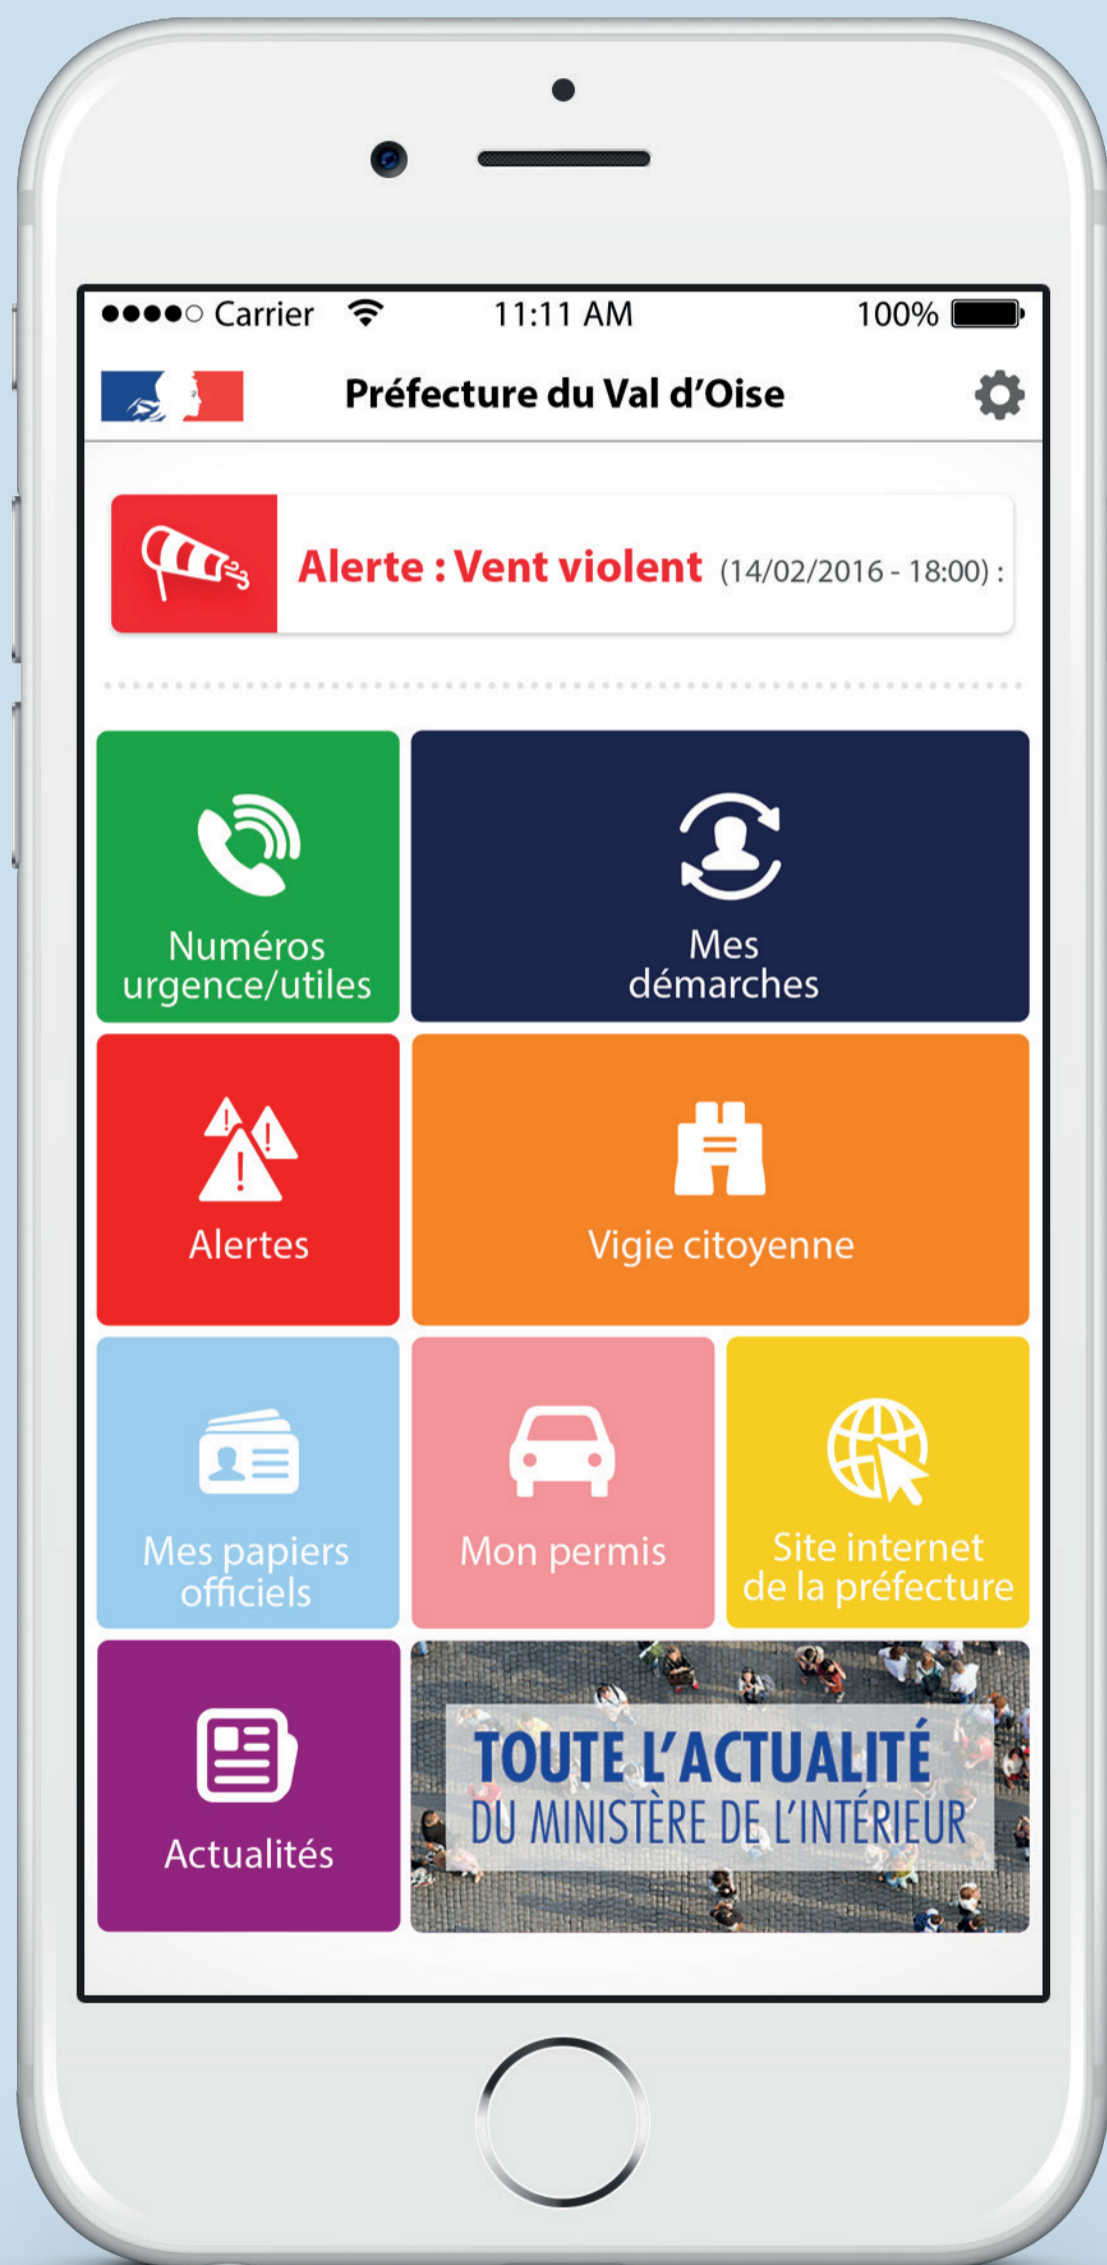 Carrier 11:11 AM 100%
Préfecture du Val d’Oise
Alerte : Vent violent (14/02/2016 - 18:00) :
Numéros
urgence/utiles
Mes
démarches
Alertes
Vigie citoyenne
Mes papiers
officiels
Mon permis
Site internet
de la préfecture
Actualités
TOUTE L’ACTUALITÉ
DU MINISTÈRE DE L’INTÉRIEUR